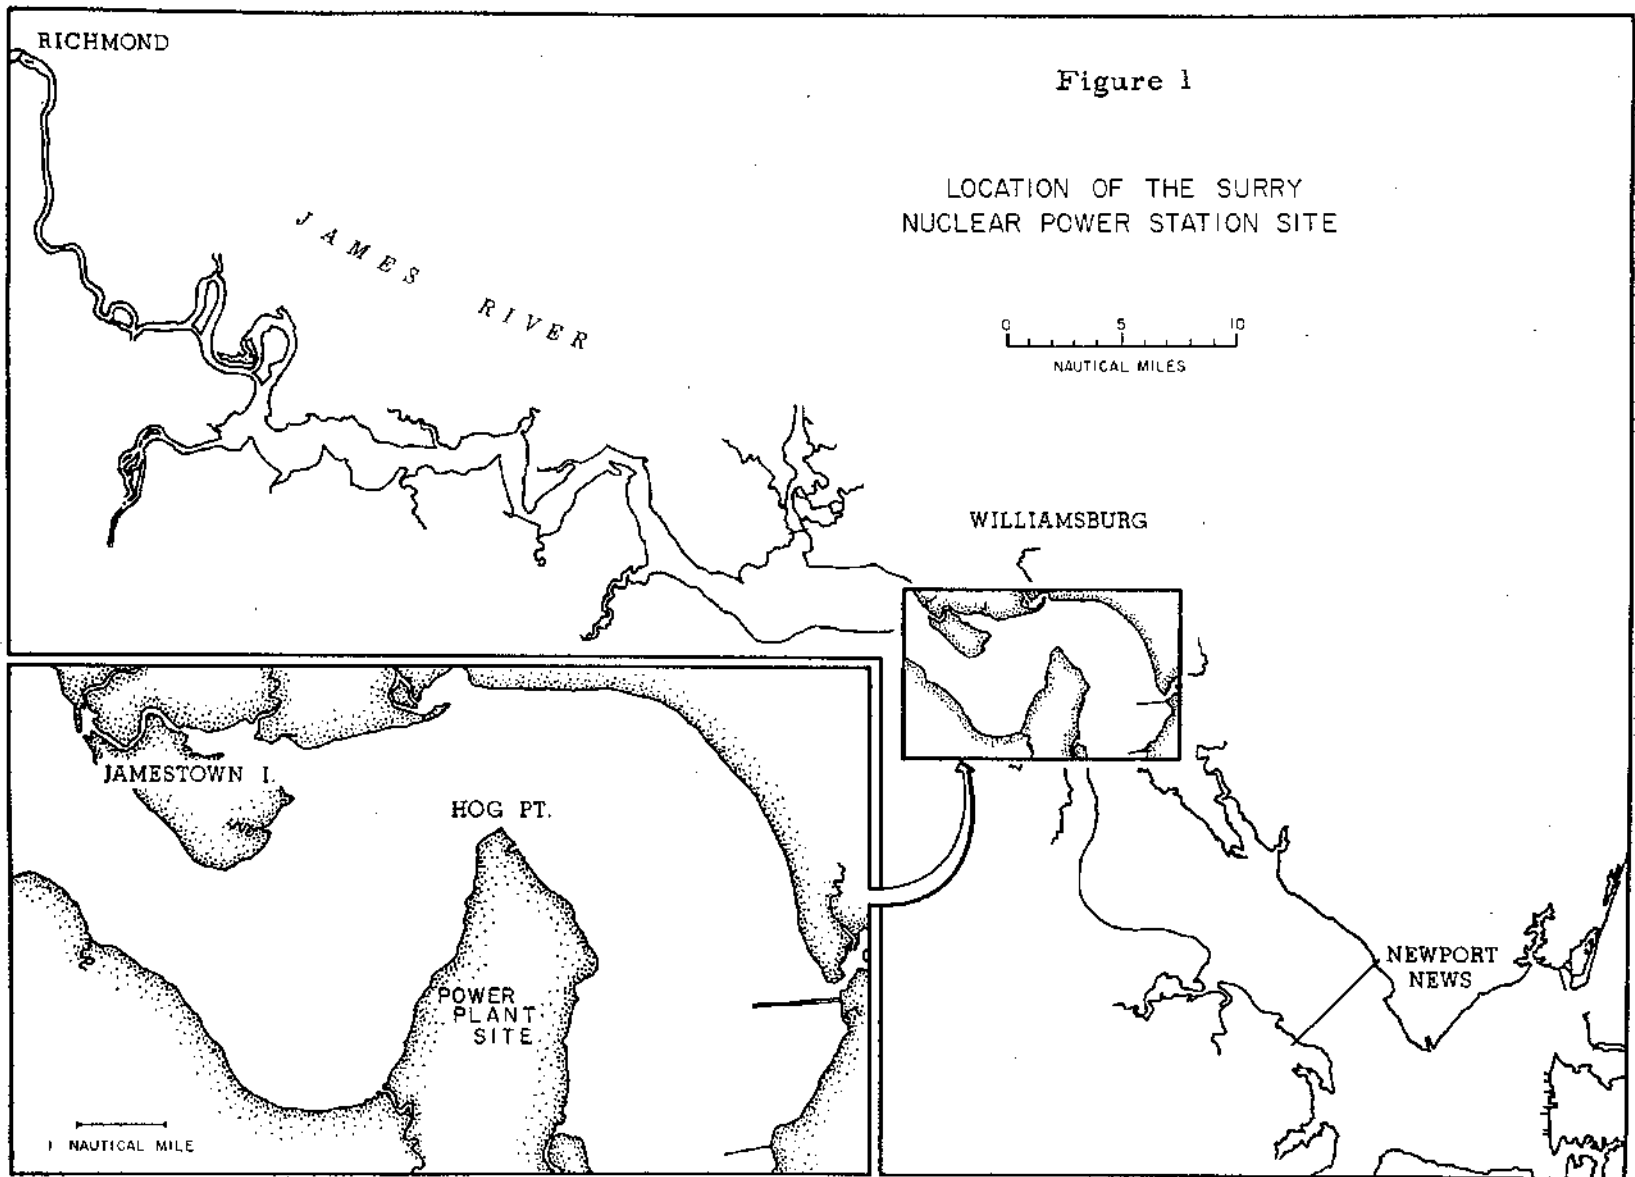 RICHMOND
Figure 1
LOCATION OF THE SURRY
NUCLEAR POWER STATION SITE
JAMES RIVER
0 5 10
NAUTICAL MILES
WILLIAMSBURG
JAMESTOWN I.
HOG PT.
POWER
PLANT
SITE
1 NAUTICAL MILE
NEWPORT
NEWS